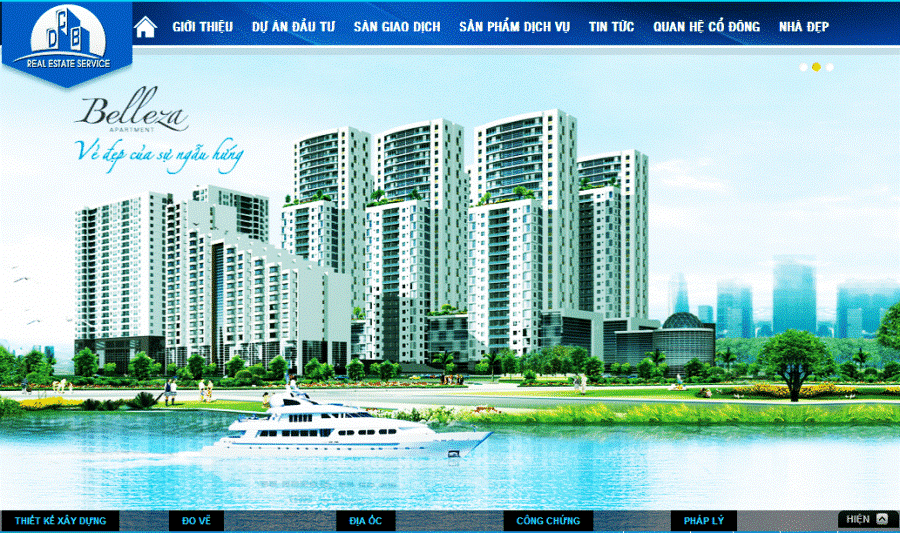 DCB
REAL ESTATE SERVICE
GIỚI THIỆU DỰ ÁN ĐẦU TƯ SÀN GIAO DỊCH SẢN PHẨM DỊCH VỤ TIN TỨC QUAN HỆ CỔ ĐÔNG NHÀ ĐẸP
Belleza
APARTMENT
Vẻ đẹp của sự ngẫu hứng
THIẾT KẾ XÂY DỰNG ĐO VẼ ĐỊA ỐC CÔNG CHỨNG PHÁP LÝ HIỆN